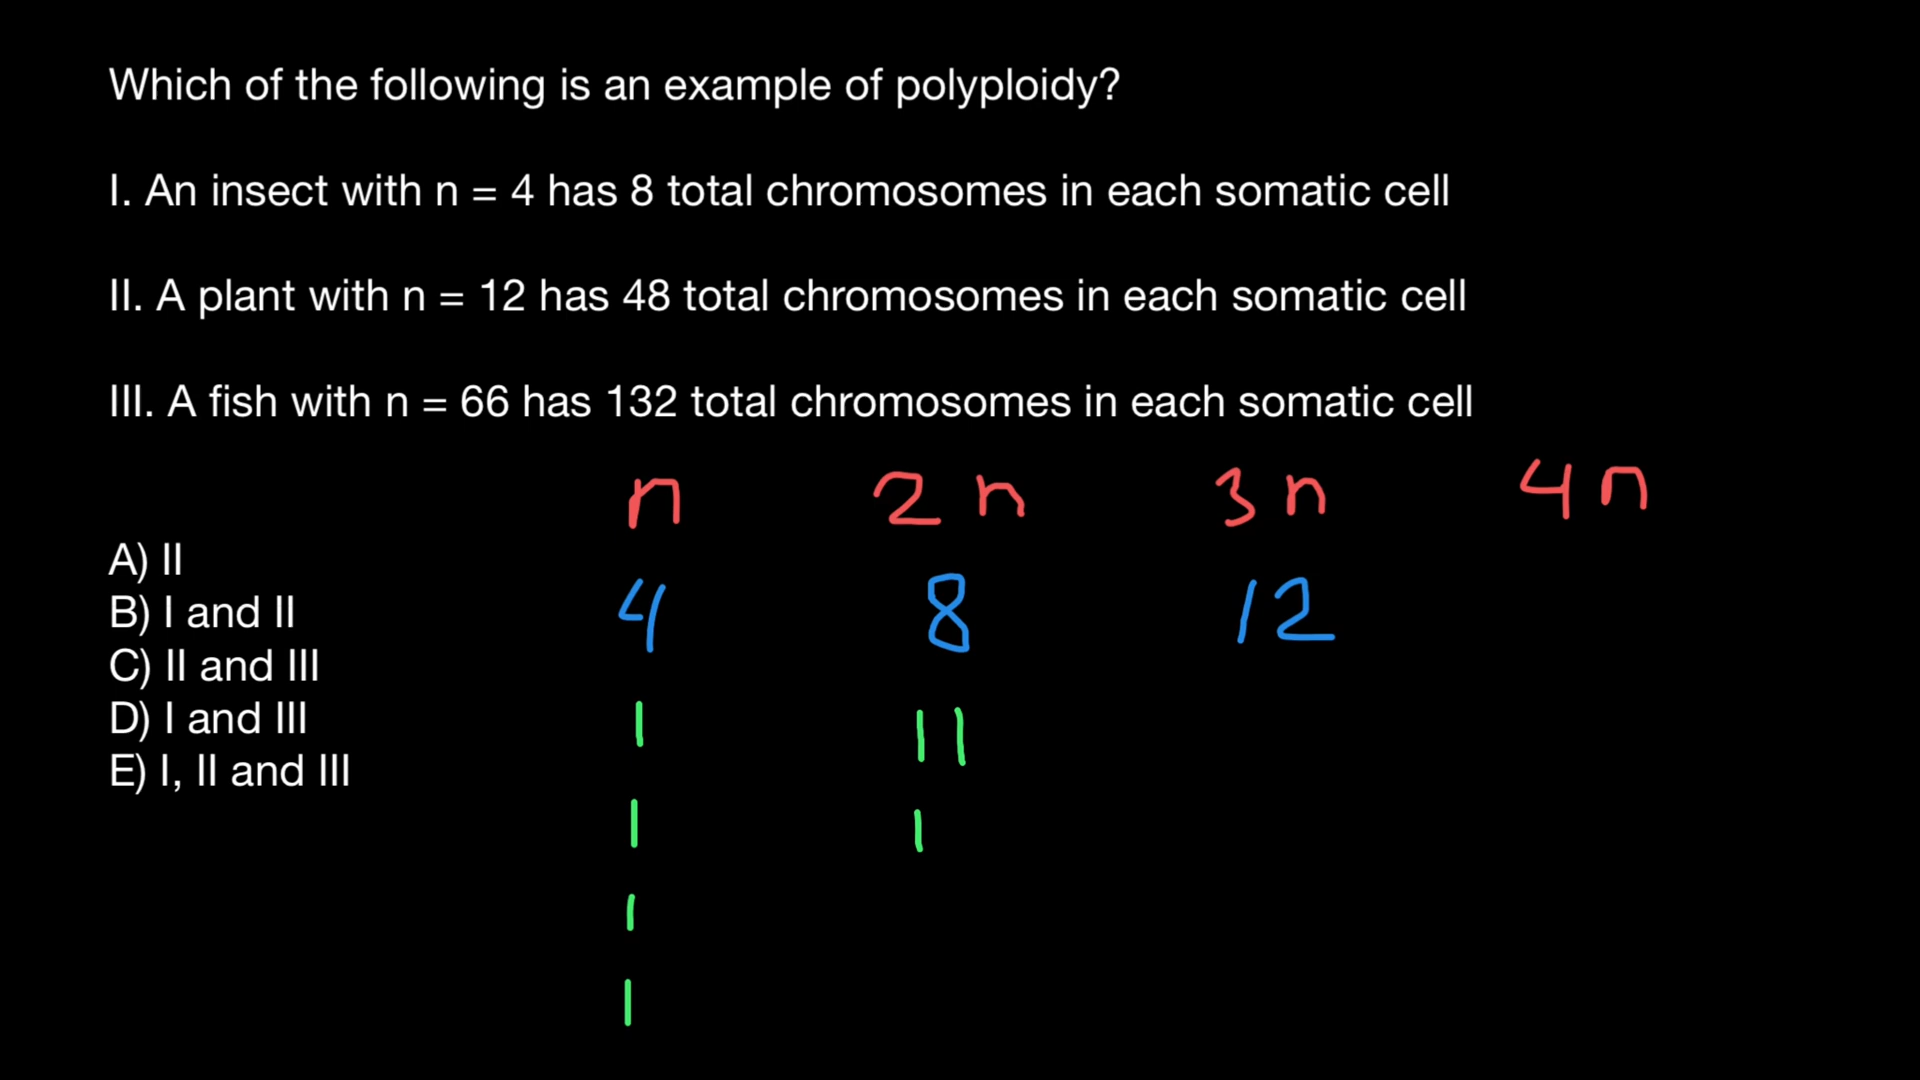 Which of the following is an example of polyploidy?
I. An insect with n = 4 has 8 total chromosomes in each somatic cell
II. A plant with n = 12 has 48 total chromosomes in each somatic cell
III. A fish with n = 66 has 132 total chromosomes in each somatic cell
n 2n 3n 4n
A) II
B) I and II
C) II and III
D) I and III
E) I, II and III
4 8 12